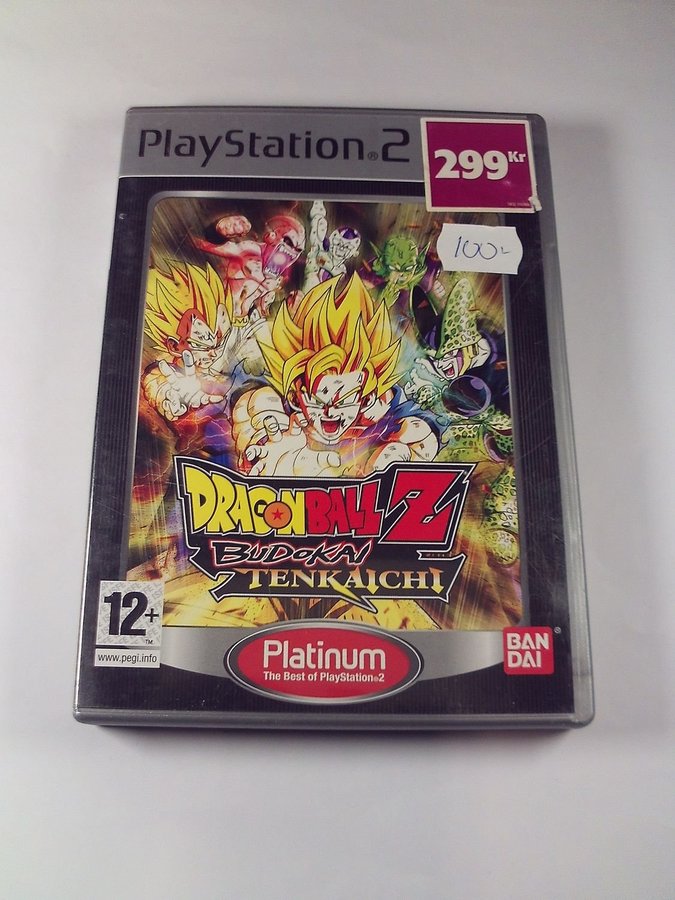 PlayStation®2
299 Kr
100:-
DRAGON BALL Z
BUDOKAI
TENKAICHI
12+
™
www.pegi.info
Platinum
The Best of PlayStation®2
BAN
DAI
®